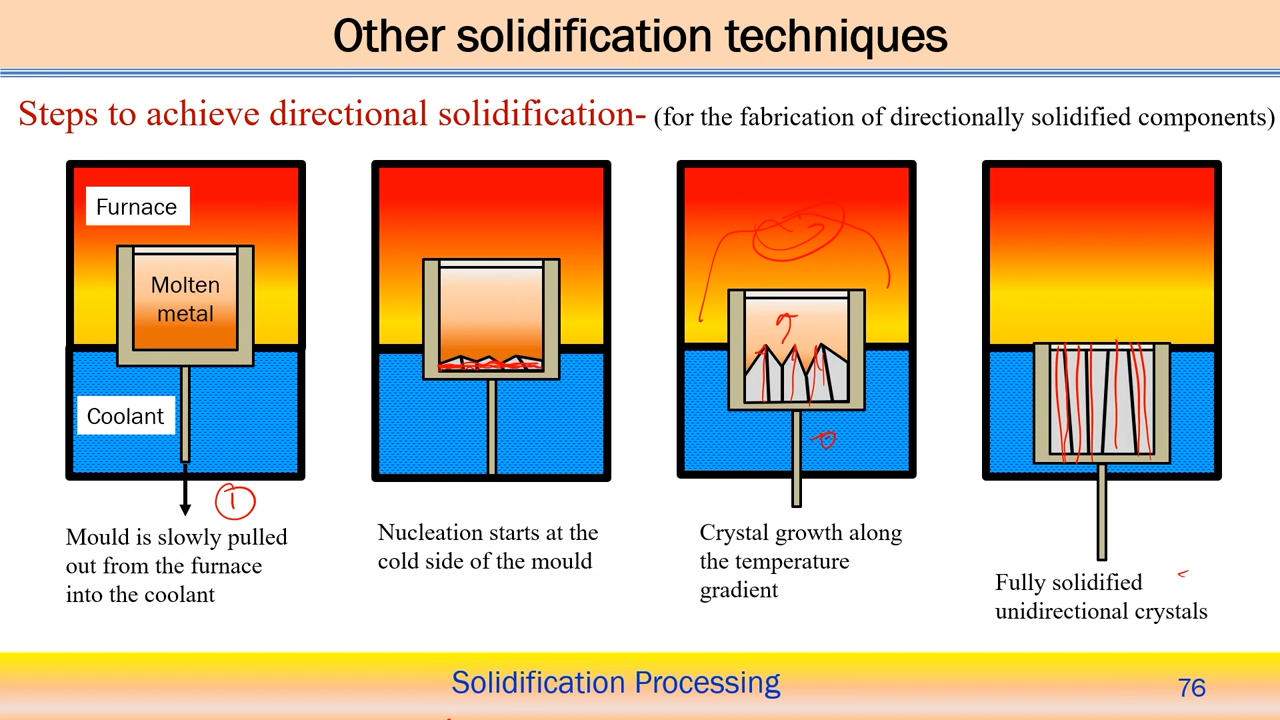 Other solidification techniques
Steps to achieve directional solidification- (for the fabrication of directionally solidified components)
Furnace
Molten
metal
Coolant
1
Mould is slowly pulled
out from the furnace
into the coolant
Nucleation starts at the
cold side of the mould
Crystal growth along
the temperature
gradient
Fully solidified
unidirectional crystals
Solidification Processing
76